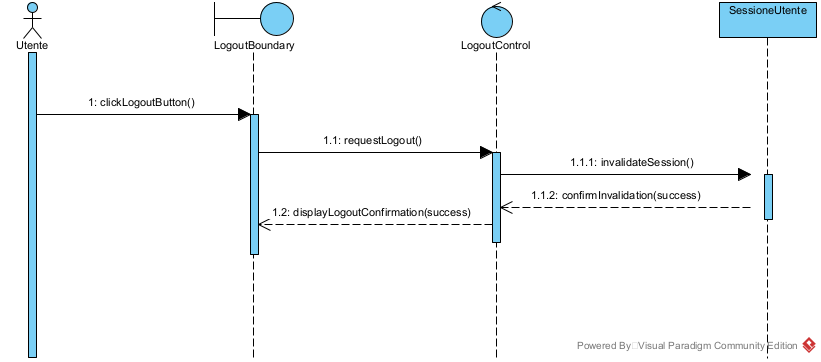 SessioneUtente
Utente
LogoutBoundary
LogoutControl
1: clickLogoutButton()
1.1: requestLogout()
1.1.1: invalidateSession()
1.1.2: confirmInvalidation(success)
1.2: displayLogoutConfirmation(success)
Powered By Visual Paradigm Community Edition